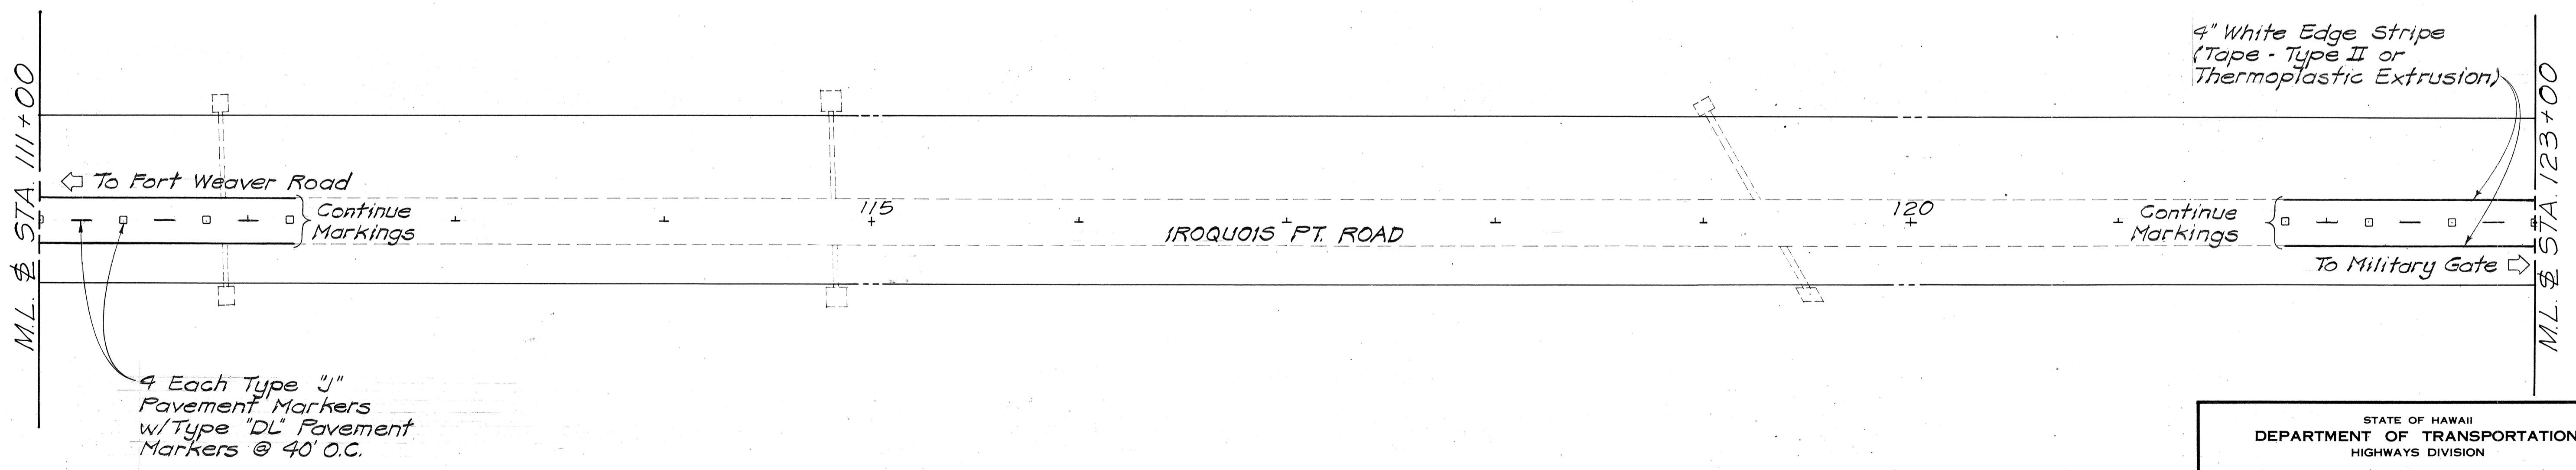 M.L. ⅊ STA. 111+00
To Fort Weaver Road
Continue
Markings
4 Each Type "J"
Pavement Markers
w/Type "DL" Pavement
Markers @ 40' O.C.
115
IROQUOIS PT. ROAD
120
4" White Edge Stripe
(Tape - Type II or
Thermoplastic Extrusion)
Continue
Markings
To Military Gate
M.L. ⅊ STA. 123+00
STATE OF HAWAII
DEPARTMENT OF TRANSPORTATION
HIGHWAYS DIVISION